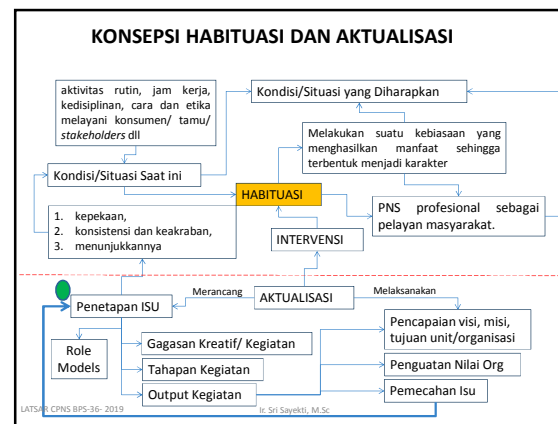 KONSEPSI HABITUASI DAN AKTUALISASI
aktivitas rutin, jam kerja,
kedisiplinan, cara dan etika
melayani konsumen/ tamu/
stakeholders dll
Kondisi/Situasi yang Diharapkan
Melakukan suatu kebiasaan yang
menghasilkan manfaat sehingga
terbentuk menjadi karakter
Kondisi/Situasi Saat ini
HABITUASI
1. kepekaan,
2. konsistensi dan keakraban,
3. menunjukkannya
PNS profesional sebagai
pelayan masyarakat.
INTERVENSI
Penetapan ISU
Merancang
AKTUALISASI
Melaksanakan
Role
Models
Gagasan Kreatif/ Kegiatan
Tahapan Kegiatan
Output Kegiatan
Pencapaian visi, misi,
tujuan unit/organisasi
Penguatan Nilai Org
Pemecahan Isu
LATSAR CPNS BPS-36- 2019
Ir. Sri Sayekti, M.Sc